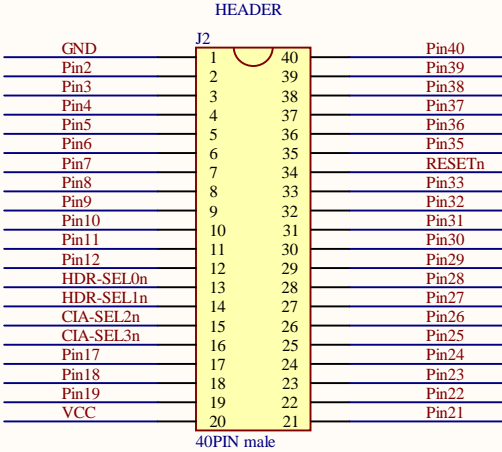 HEADER
J2
GND 1 40 Pin40
Pin2 2 39 Pin39
Pin3 3 38 Pin38
Pin4 4 37 Pin37
Pin5 5 36 Pin36
Pin6 6 35 Pin35
Pin7 7 34 RESETn
Pin8 8 33 Pin33
Pin9 9 32 Pin32
Pin10 10 31 Pin31
Pin11 11 30 Pin30
Pin12 12 29 Pin29
HDR-SEL0n 13 28 Pin28
HDR-SEL1n 14 27 Pin27
CIA-SEL2n 15 26 Pin26
CIA-SEL3n 16 25 Pin25
Pin17 17 24 Pin24
Pin18 18 23 Pin23
Pin19 19 22 Pin22
VCC 20 21 Pin21
40PIN male